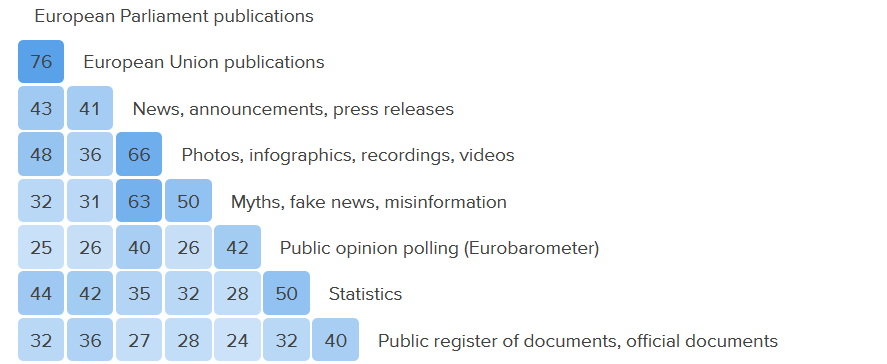 European Parliament publications
76 European Union publications
43 41 News, announcements, press releases
48 36 66 Photos, infographics, recordings, videos
32 31 63 50 Myths, fake news, misinformation
25 26 40 26 42 Public opinion polling (Eurobarometer)
44 42 35 32 28 50 Statistics
32 36 27 28 24 32 40 Public register of documents, official documents